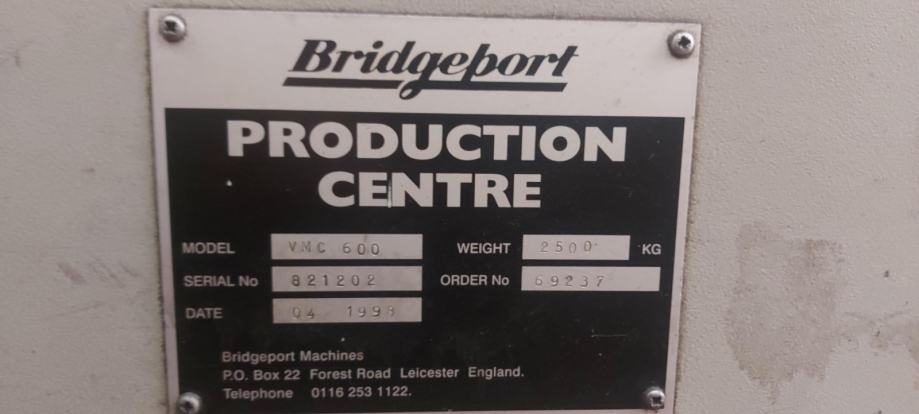 Bridgeport
PRODUCTION
CENTRE
MODEL VMC 600 WEIGHT 2500 KG
SERIAL No 821202 ORDER No 69237
DATE 04 1998
Bridgeport Machines
P.O. Box 22 Forest Road Leicester England.
Telephone 0116 253 1122.